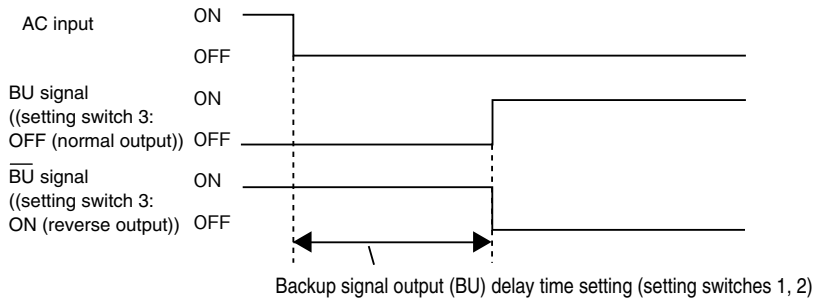 AC input
ON
OFF
BU signal
((setting switch 3:
OFF (normal output))
ON
OFF
BU signal
((setting switch 3:
ON (reverse output))
ON
OFF
Backup signal output (BU) delay time setting (setting switches 1, 2)